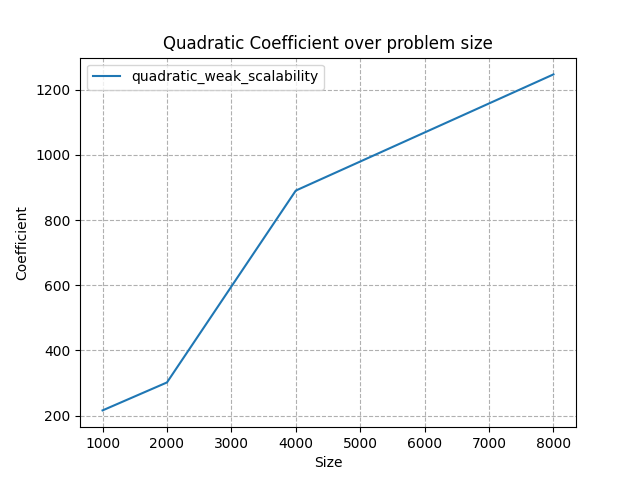 Quadratic Coefficient over problem size
quadratic_weak_scalability
1200
1000
800
600
400
200
Coefficient
1000 2000 3000 4000 5000 6000 7000 8000
Size